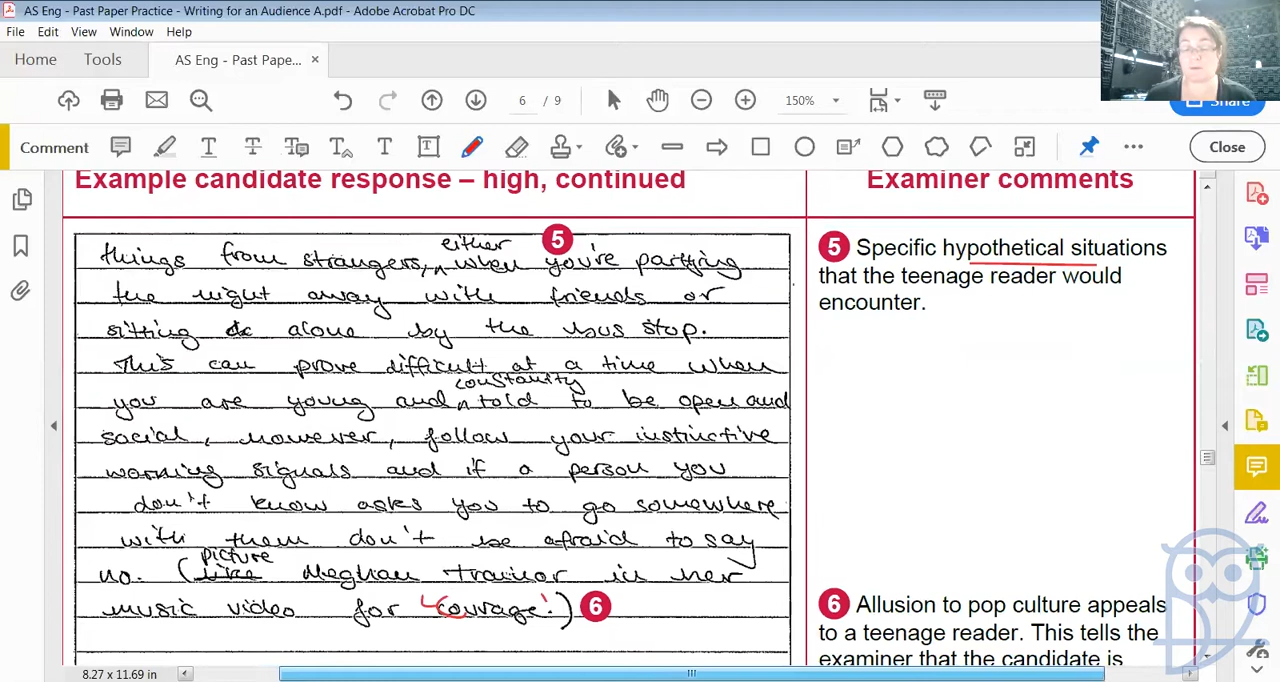 AS Eng - Past Paper Practice - Writing for an Audience A.pdf - Adobe Acrobat Pro DC
File Edit View Window Help
Home Tools AS Eng - Past Pape... ×
6 / 9 150%
Share
Comment Close
Example candidate response – high, continued
Examiner comments
things from strangers, either when you're partying
the night away with friends or
sitting alone by the bus stop.
This can prove difficult at a time when
you are young and constantly told to be open and
social, however, follow your instinctive
warning signals and if a person you
don't know asks you to go somewhere
with them don't be afraid to say
no. (like picture Meghan trainor in her
music video for 'courage'.) 6
5
5 Specific hypothetical situations
that the teenage reader would
encounter.
6 Allusion to pop culture appeals
to a teenage reader. This tells the
examiner that the candidate is
8.27 x 11.69 in